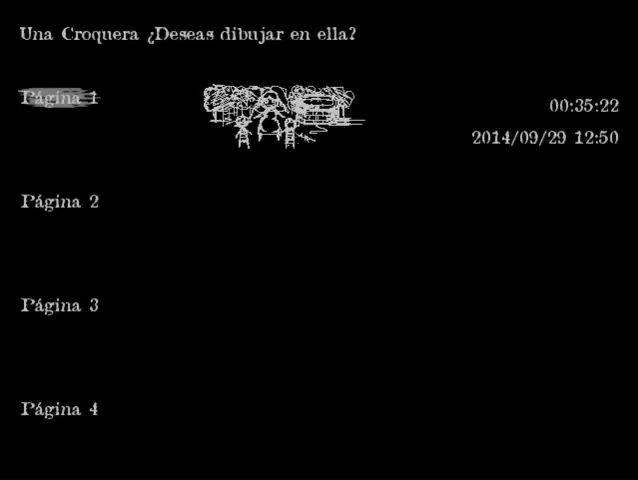 Una Croquera ¿Deseas dibujar en ella?
Página 1
00:35:22
2014/09/29 12:50
Página 2
Página 3
Página 4